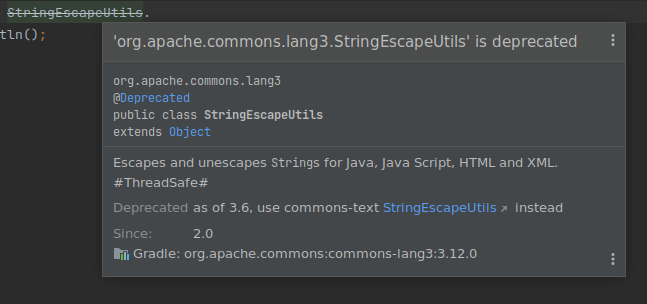 StringEscapeUtils.
tln();
'org.apache.commons.lang3.StringEscapeUtils' is deprecated
org.apache.commons.lang3
@Deprecated
public class StringEscapeUtils
extends Object
Escapes and unescapes Strings for Java, Java Script, HTML and XML.
#ThreadSafe#
Deprecated as of 3.6, use commons-text StringEscapeUtils instead
Since: 2.0
Gradle: org.apache.commons:commons-lang3:3.12.0